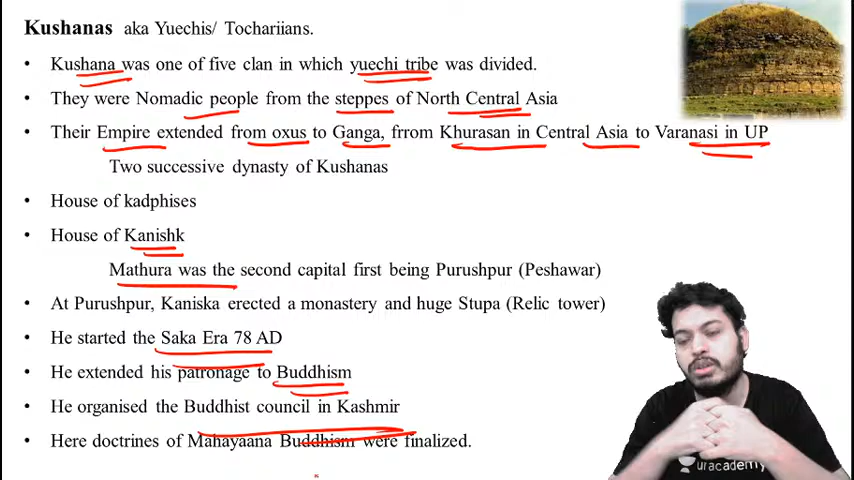 Kushanas aka Yuechis/ Tochariians.
• Kushana was one of five clan in which yuechi tribe was divided.
• They were Nomadic people from the steppes of North Central Asia
• Their Empire extended from oxus to Ganga, frrom Khurasan in Central Asia to Varanasi in UP
Two successive dynasty of Kushanas
• House of kadphises
• House of Kanishk
Mathura was the second capital first being Purushpur (Peshawar)
• At Purushpur, Kaniska erected a monastery and huge Stupa (Relic tower)
• He started the Saka Era 78 AD
• He extended his patronage to Buddhism
• He organised the Buddhist council in Kashmir
• Here doctrines of Mahayaana Buddhism were finalized.
uracademy